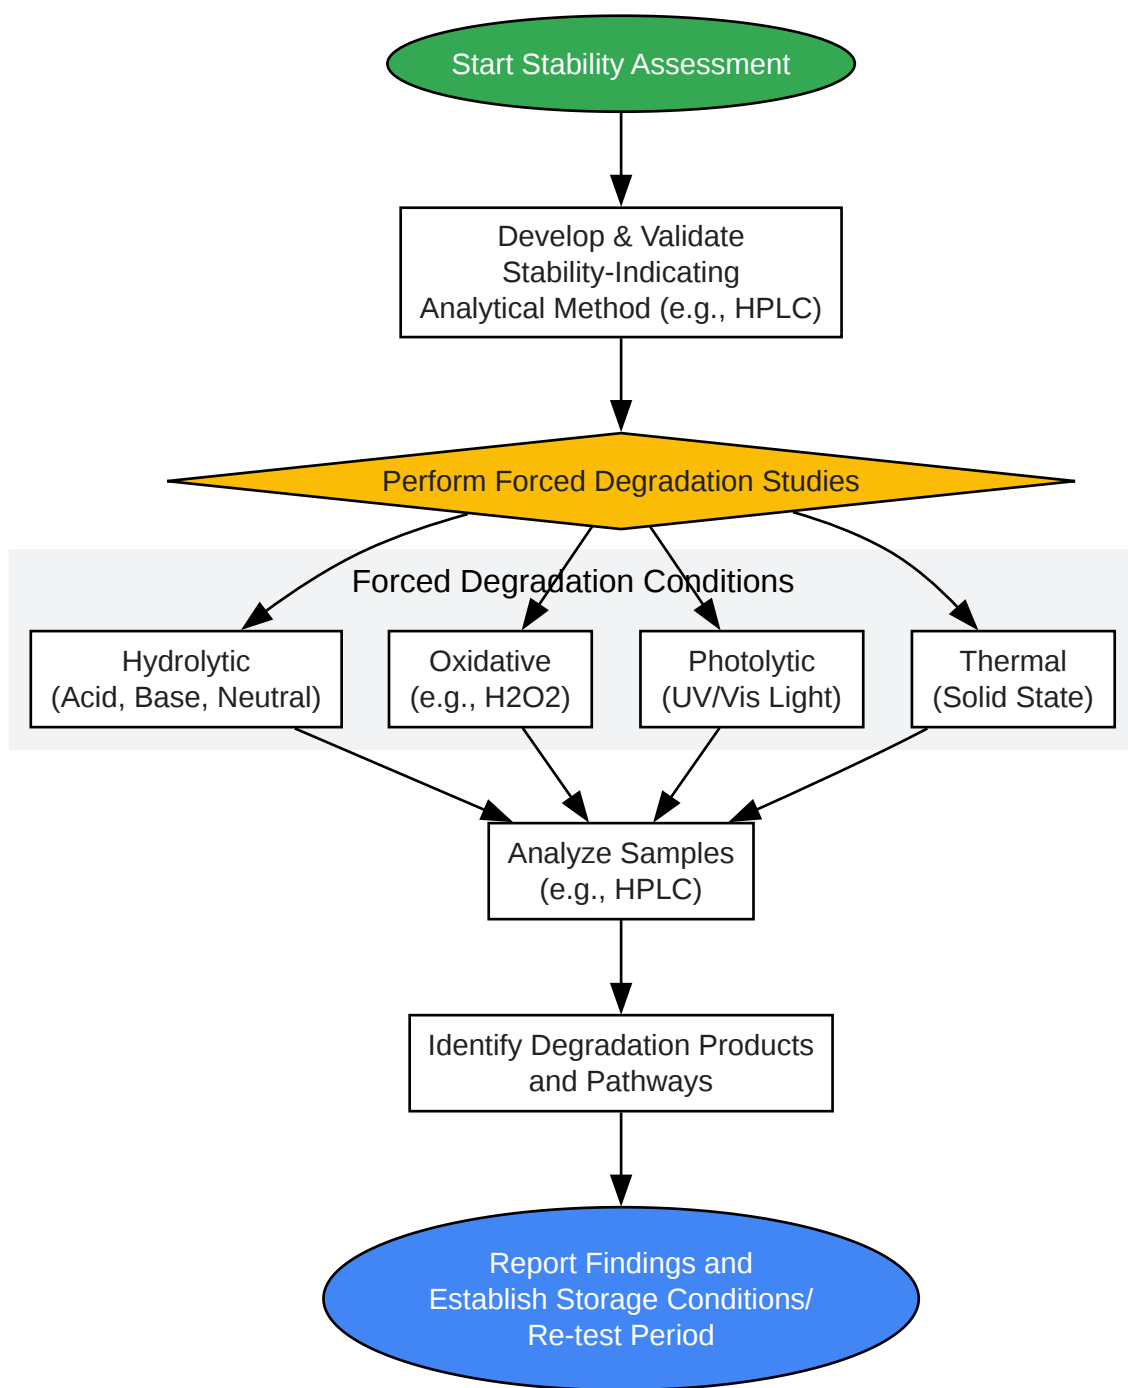 Start Stability Assessment
Develop & Validate
Stability-Indicating
Analytical Method (e.g., HPLC)
Perform Forced Degradation Studies
Forced Degradation Conditions
Hydrolytic
(Acid, Base, Neutral)
Oxidative
(e.g., H2O2)
Photolytic
(UV/Vis Light)
Thermal
(Solid State)
Analyze Samples
(e.g., HPLC)
Identify Degradation Products
and Pathways
Report Findings and
Establish Storage Conditions/
Re-test Period